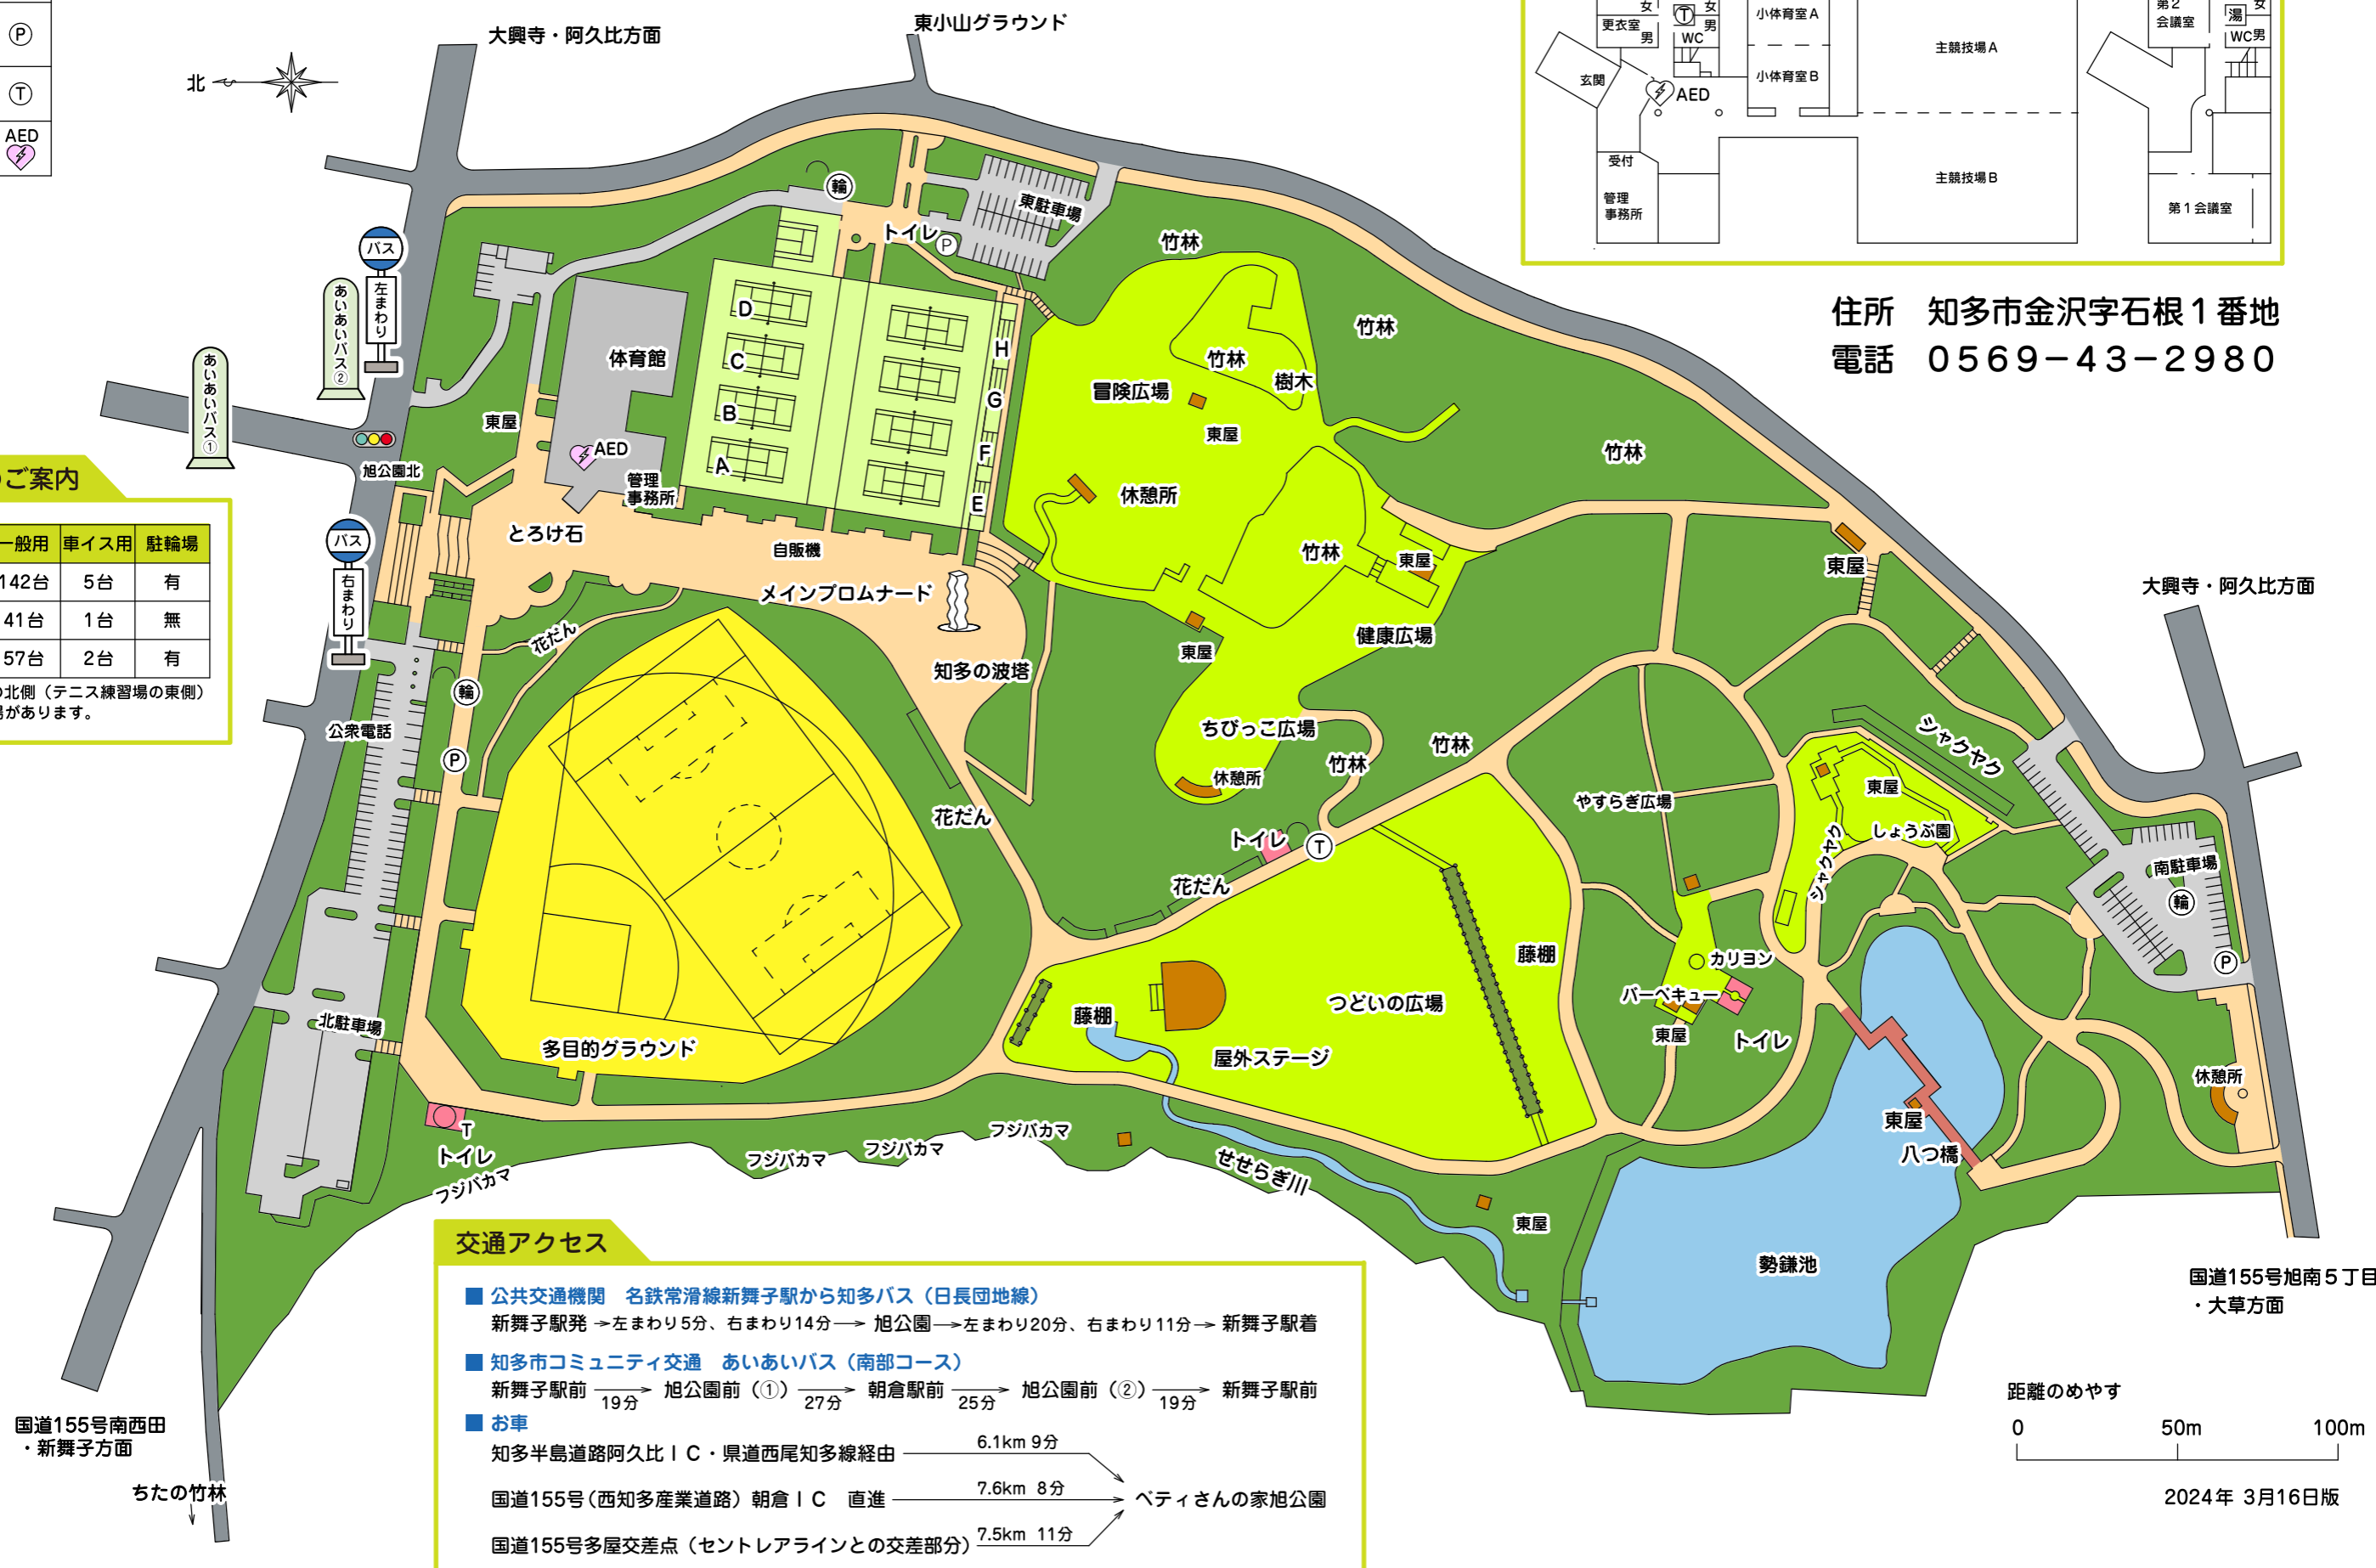 P
T
AED
大興寺・阿久比方面
東小山グラウンド
北
輪
東駐車場
トイレ
P
竹林
竹林
バス
左まわり
あいあいバス②
あいあいバス①
体育館
D
C
B
A
H
G
F
E
冒険広場
竹林
樹木
東屋
竹林
東屋
AED
旭公園北
管理
事務所
休憩所
とろけ石
自販機
竹林
東屋
東屋
バス
右まわり
メインプロムナード
花だん
東屋
健康広場
知多の波塔
輪
公衆電話
P
ちびっこ広場
竹林
竹林
休憩所
花だん
トイレ
T
花だん
やすらぎ広場
シャクヤク
東屋
しょうぶ園
シャクヤク
南駐車場
輪
P
大興寺・阿久比方面
藤棚
カリヨン
バーベキュー
東屋
トイレ
つどいの広場
藤棚
屋外ステージ
北駐車場
多目的グラウンド
T
トイレ
フジバカマ
フジバカマ
フジバカマ
フジバカマ
せせらぎ川
東屋
東屋
八つ橋
休憩所
勢鎌池
国道155号旭南５丁目
・大草方面
国道155号南西田
・新舞子方面
ちたの竹林
ご案内
一般用 車イス用 駐輪場
142台 5台 有
41台 1台 無
57台 2台 有
の北側（テニス練習場の東側）
場があります。
女
更衣室
男
T
女
男
WC
小体育室A
小体育室B
主競技場A
主競技場B
玄関
AED
受付
管理
事務所
第２
会議室
湯
女
WC男
第１会議室
住所　知多市金沢字石根１番地
電話　０５６９－４３－２９８０
交通アクセス
■ 公共交通機関　名鉄常滑線新舞子駅から知多バス（日長団地線）
新舞子駅発→左まわり5分、右まわり14分→旭公園→左まわり20分、右まわり11分→新舞子駅着
■ 知多市コミュニティ交通　あいあいバス（南部コース）
新舞子駅前 → 旭公園前（①） → 朝倉駅前 → 旭公園前（②） → 新舞子駅前
19分 27分 25分 19分
■ お車
知多半島道路阿久比ＩＣ・県道西尾知多線経由 6.1km 9分
国道155号（西知多産業道路）朝倉ＩＣ　直進 7.6km 8分 ベティさんの家旭公園
国道155号多屋交差点（セントレアラインとの交差部分） 7.5km 11分
距離のめやす
0 50m 100m
2024年 3月16日版